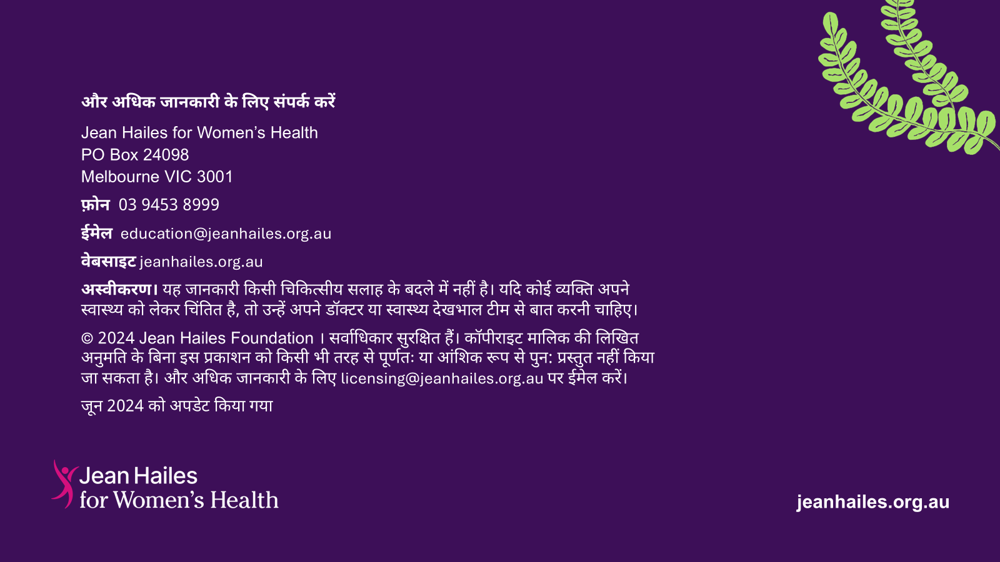 और अधिक जानकारी के लिए संपर्क करें
Jean Hailes for Women’s Health
PO Box 24098
Melbourne VIC 3001
फ़ोन 03 9453 8999
ईमेल education@jeanhailes.org.au
वेबसाइट jeanhailes.org.au
अस्वीकरण। यह जानकारी किसी चिकित्सीय सलाह के बदले में नहीं है। यदि कोई व्यक्ति अपने
स्वास्थ्य को लेकर चिंतित है, तो उन्हें अपने डॉक्टर या स्वास्थ्य देखभाल टीम से बात करनी चाहिए।
© 2024 Jean Hailes Foundation । सर्वाधिकार सुरक्षित हैं। कॉपीराइट मालिक की लिखित
अनुमति के बिना इस प्रकाशन को किसी भी तरह से पूर्णतः या आंशिक रूप से पुन: प्रस्तुत नहीं किया
जा सकता है। और अधिक जानकारी के लिए licensing@jeanhailes.org.au पर ईमेल करें।
जून 2024 को अपडेट किया गया
Jean Hailes
for Women’s Health
jeanhailes.org.au